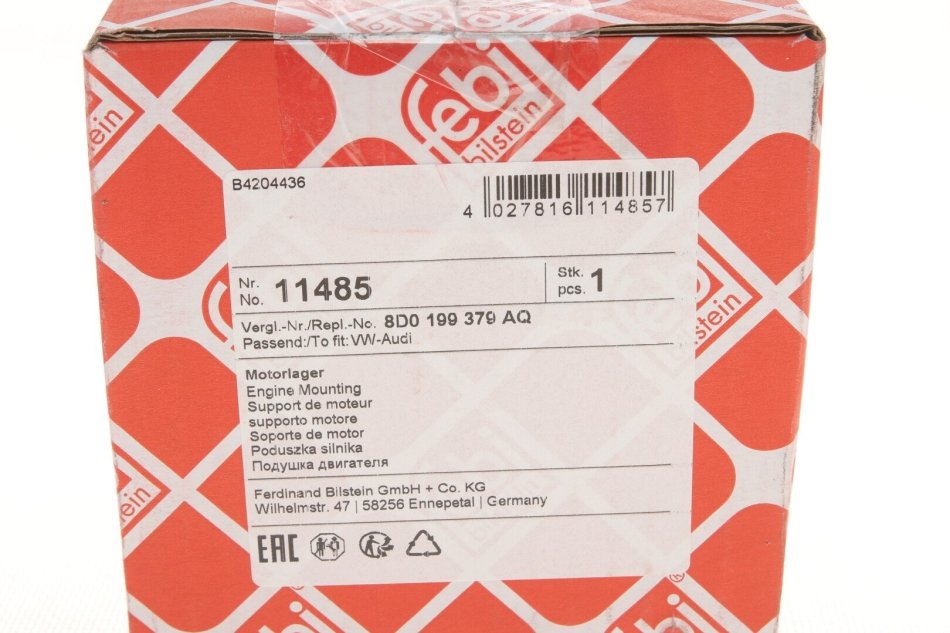 febi
bilstein
B4204436
4 027816 114857
Nr.
No. 11485
Stk.
pcs. 1
Vergl.-Nr./Repl.-No. 8D0 199 379 AQ
Passend:/To fit: VW-Audi
Motorlager
Engine Mounting
Support de moteur
supporto motore
Soporte de motor
Poduszka silnika
Подушка двигателя
Ferdinand Bilstein GmbH + Co. KG
Wilhelmstr. 47 | 58256 Ennepetal | Germany
EAC